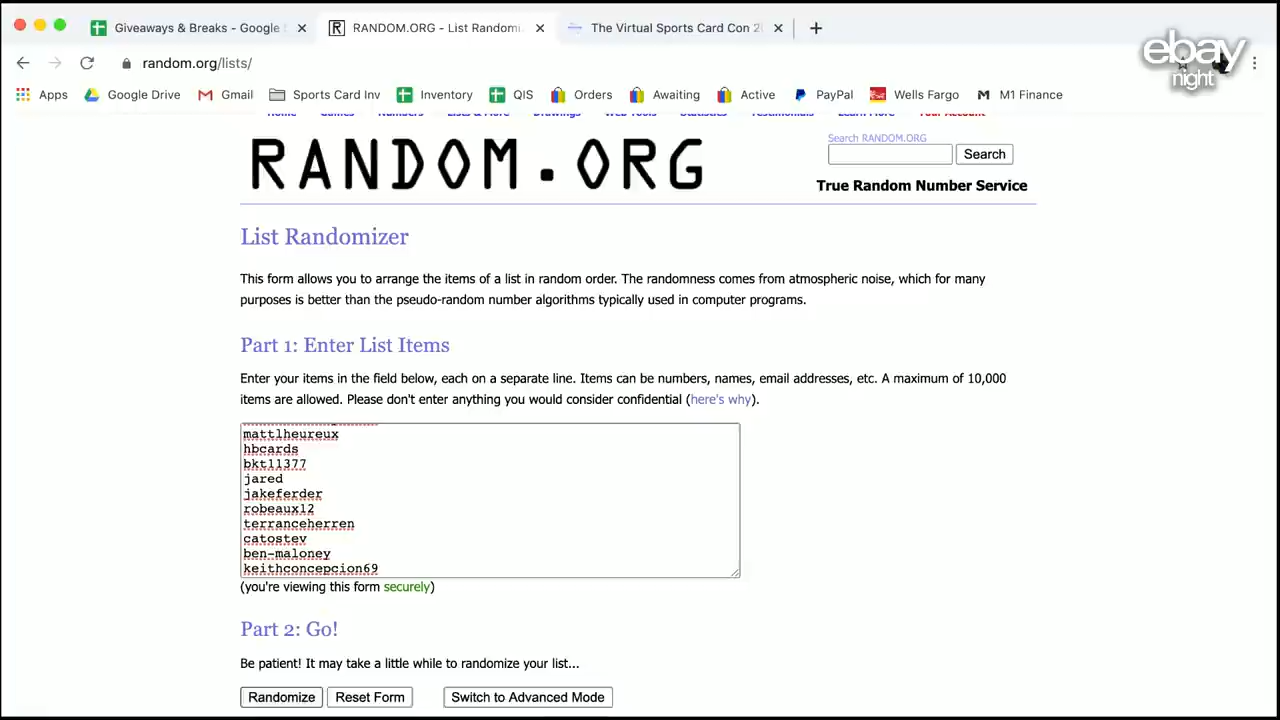 Giveaways & Breaks - Google
RANDOM.ORG - List Randomi
The Virtual Sports Card Con 2
ebay
night
random.org/lists/
Apps
Google Drive
Gmail
Sports Card Inv
Inventory
QIS
Orders
Awaiting
Active
PayPal
Wells Fargo
M1 Finance
Home Games Numbers Lists & More Drawings Web Tools Statistics Testimonials Learn More Your Account
RANDOM.ORG
Search RANDOM.ORG
Search
True Random Number Service
List Randomizer
This form allows you to arrange the items of a list in random order. The randomness comes from atmospheric noise, which for many
purposes is better than the pseudo-random number algorithms typically used in computer programs.
Part 1: Enter List Items
Enter your items in the field below, each on a separate line. Items can be numbers, names, email addresses, etc. A maximum of 10,000
items are allowed. Please don't enter anything you would consider confidential (here's why).
mattlheureux
hbcards
bkt11377
jared
jakeferder
robeaux12
terranceherren
catostev
ben-maloney
keithconcepcion69
(you're viewing this form securely)
Part 2: Go!
Be patient! It may take a little while to randomize your list...
Randomize
Reset Form
Switch to Advanced Mode